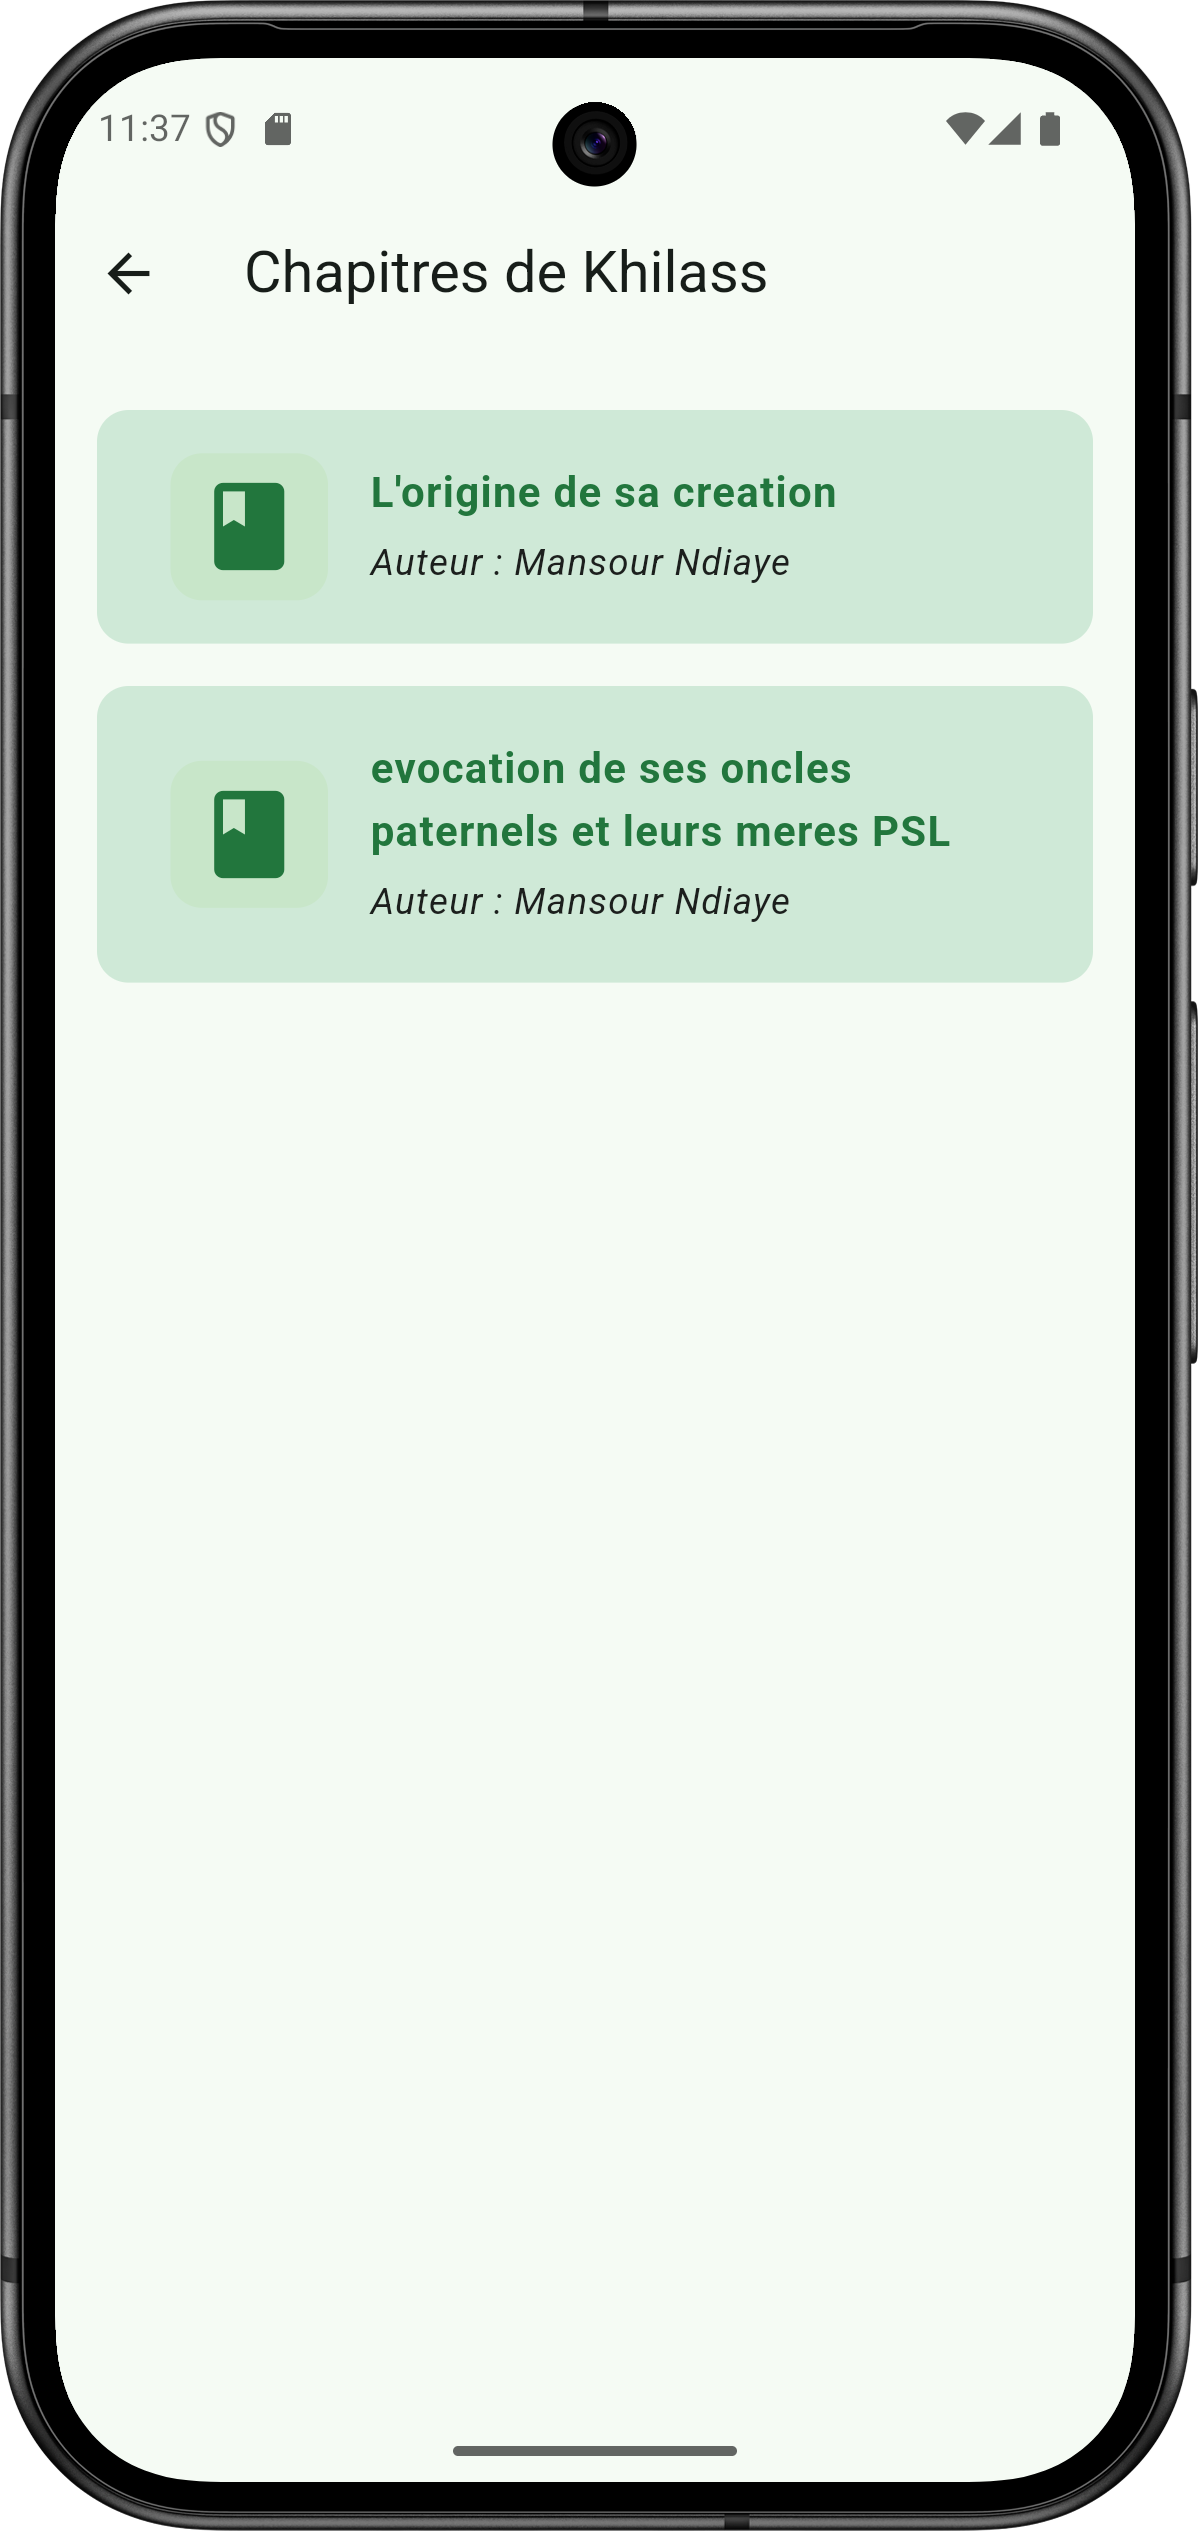 11:37
Chapitres de Khilass
L'origine de sa creation
Auteur : Mansour Ndiaye
evocation de ses oncles
paternels et leurs meres PSL
Auteur : Mansour Ndiaye